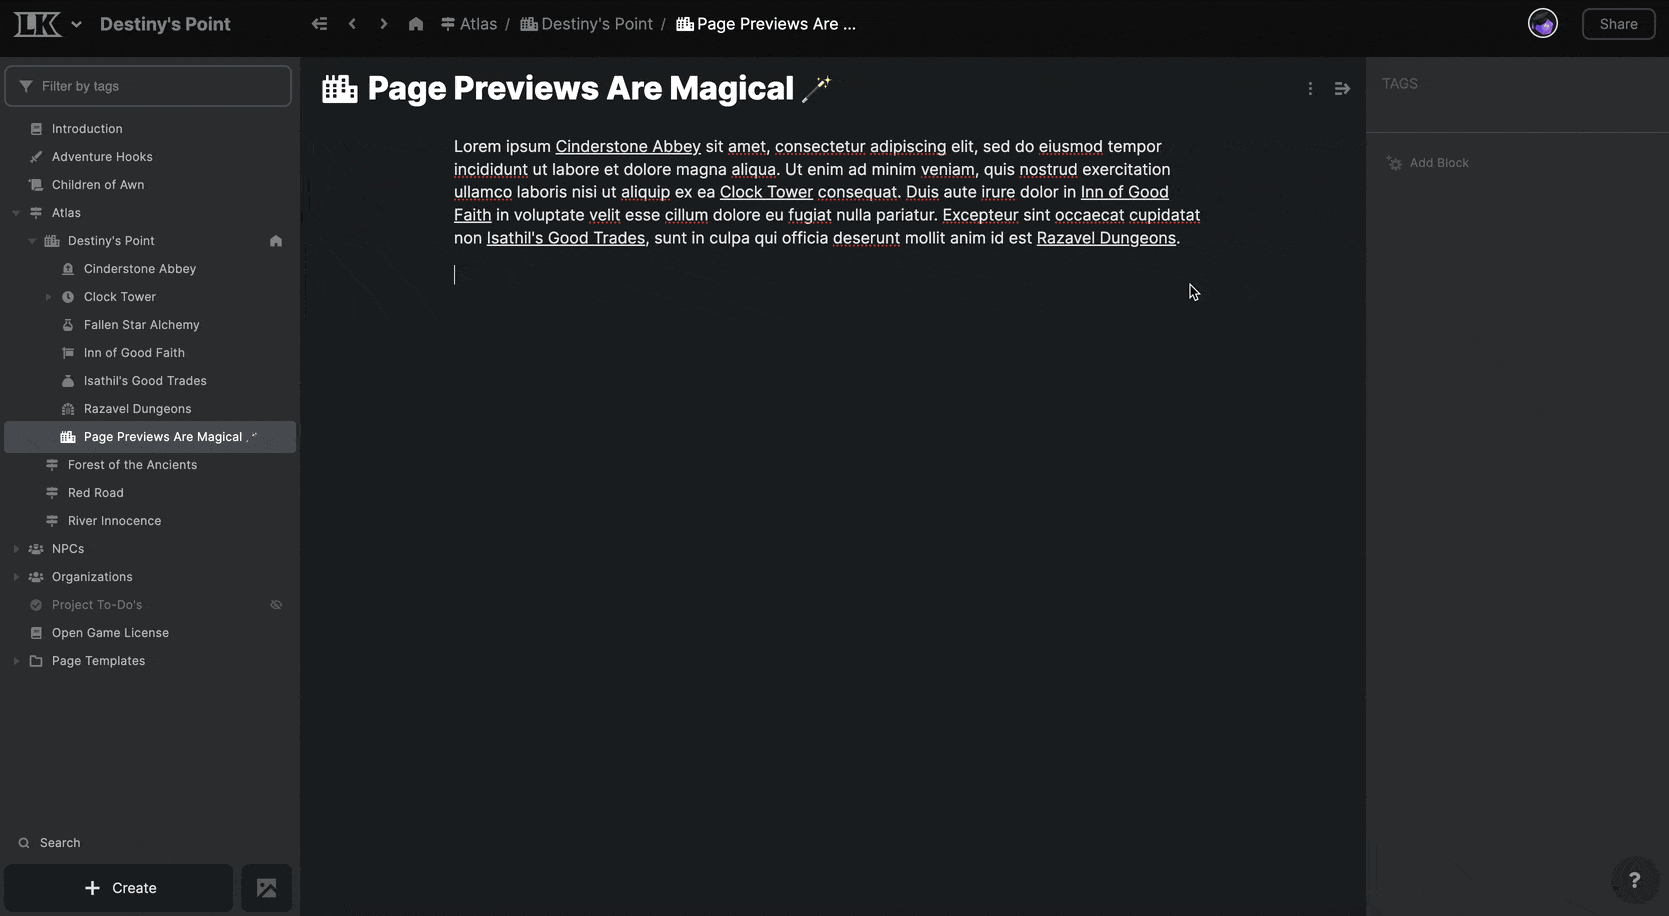 LK Destiny's Point Atlas / Destiny's Point / Page Previews Are ... Share
Filter by tags
Introduction
Adventure Hooks
Children of Awn
Atlas
Destiny's Point
Cinderstone Abbey
Clock Tower
Fallen Star Alchemy
Inn of Good Faith
Isathil's Good Trades
Razavel Dungeons
Page Previews Are Magical
Forest of the Ancients
Red Road
River Innocence
NPCs
Organizations
Project To-Do's
Open Game License
Page Templates
Search
+ Create
Page Previews Are Magical
Lorem ipsum Cinderstone Abbey sit amet, consectetur adipiscing elit, sed do eiusmod tempor
incididunt ut labore et dolore magna aliqua. Ut enim ad minim veniam, quis nostrud exercitation
ullamco laboris nisi ut aliquip ex ea Clock Tower consequat. Duis aute irure dolor in Inn of Good
Faith in voluptate velit esse cillum dolore eu fugiat nulla pariatur. Excepteur sint occaecat cupidatat
non Isathil's Good Trades, sunt in culpa qui officia deserunt mollit anim id est Razavel Dungeons.
TAGS
Add Block
?